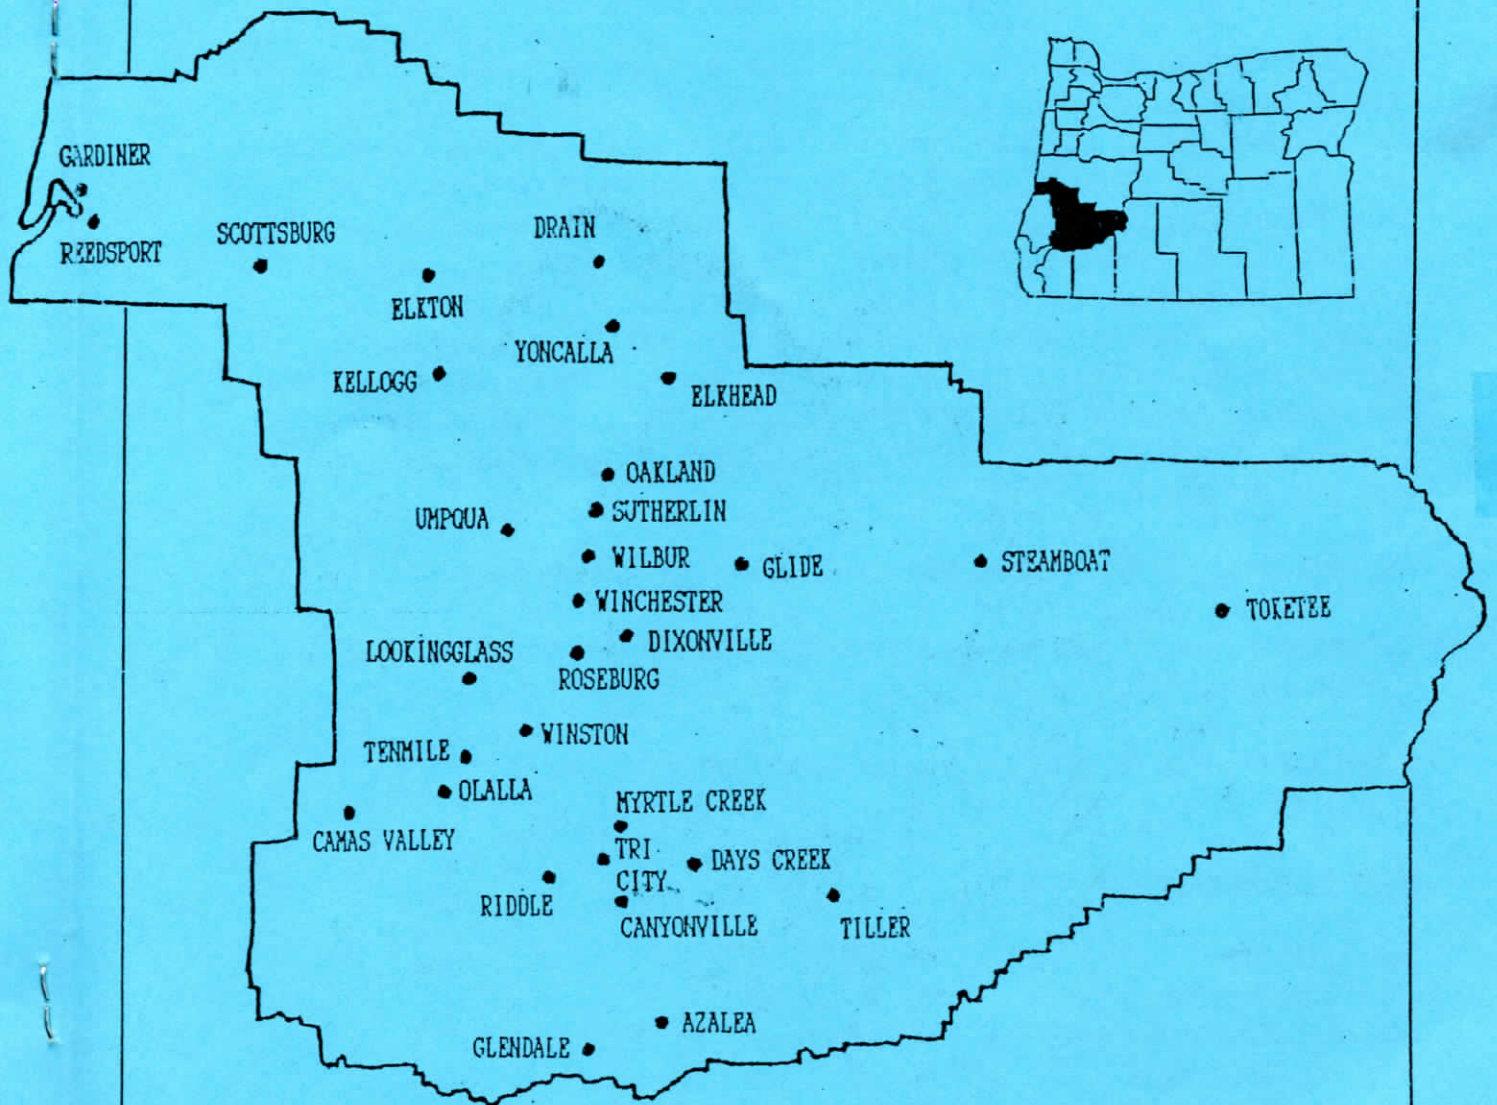 GARDINER
REEDSPORT
SCOTTSBURG
DRAIN
ELKTON
YONCALLA
KELLOGG
ELKHEAD
OAKLAND
SUTHERLIN
UMPQUA
WILBUR
GLIDE
STEAMBOAT
WINCHESTER
TOKETEE
DIXONVILLE
LOOKINGGLASS
ROSEBURG
WINSTON
TENMILE
OLALLA
MYRTLE CREEK
CAMAS VALLEY
TRI
CITY
DAYS CREEK
RIDDLE
CANYONVILLE
TILLER
AZALEA
GLENDALE